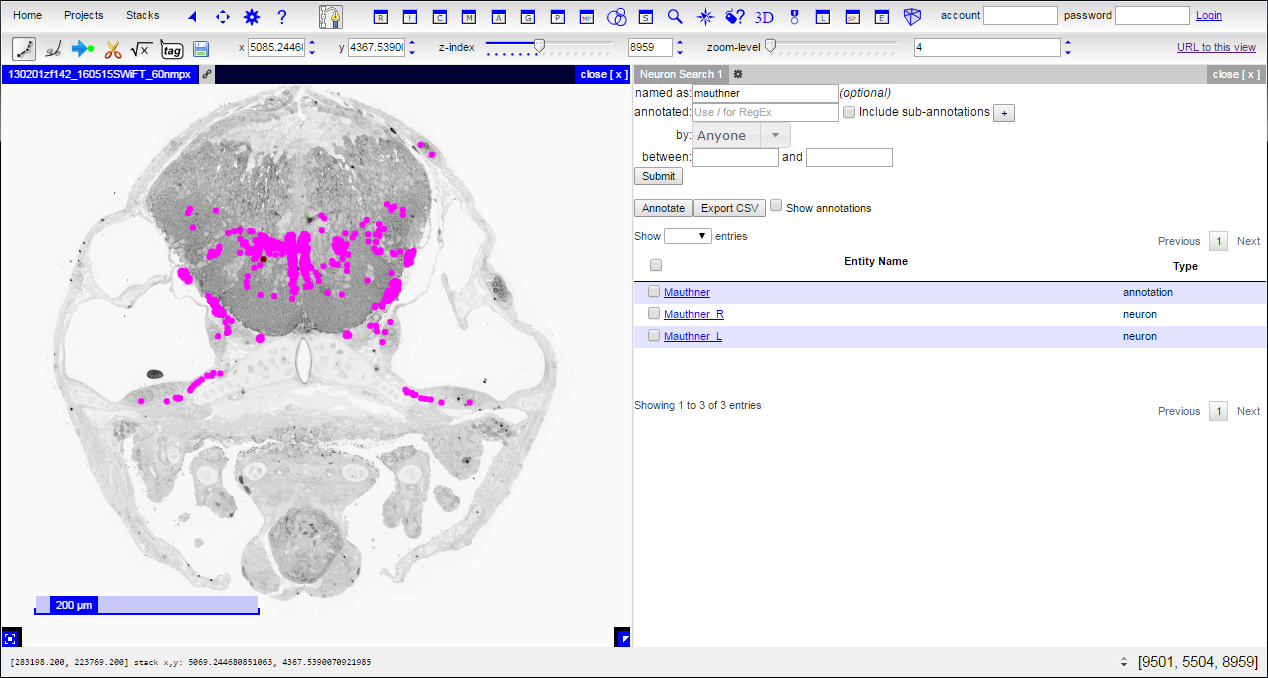 Home Projects Stacks ? R ! C M A G P MP S ? 3D L SP E account password Login
tag x 5085.2446 y 4367.5390 z-index 8959 zoom-level 4 URL to this view
130201zf142_160515SWiFT_60nmpx close [ x ]
Neuron Search 1 close [ x ]
named as: mauthner (optional)
annotated: Use / for RegEx Include sub-annotations +
by: Anyone
between: and
Submit
Annotate Export CSV Show annotations
Show entries
Previous 1 Next
Entity Name Type
Mauthner annotation
Mauthner_R neuron
Mauthner_L neuron
Showing 1 to 3 of 3 entries
Previous 1 Next
200 µm
[283198.200, 223769.200] stack x,y: 5069.244680851063, 4367.5390070921985
[9501, 5504, 8959]